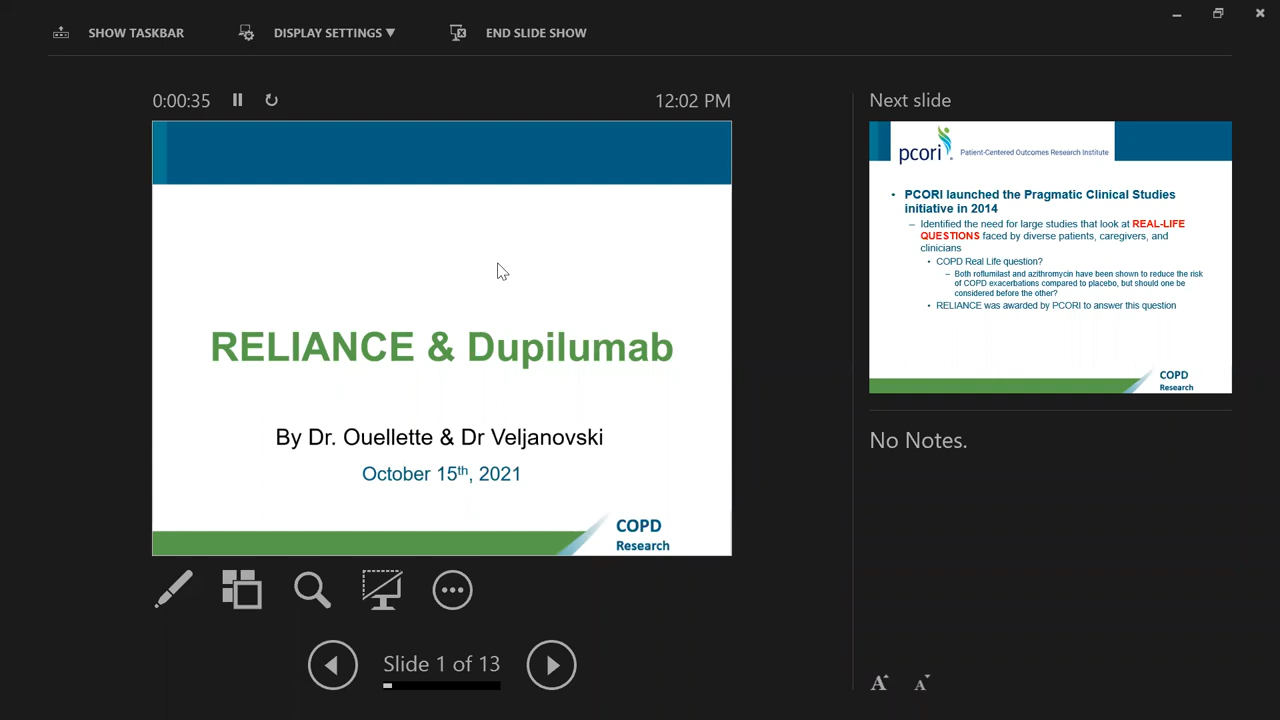 SHOW TASKBAR
DISPLAY SETTINGS ▼
END SLIDE SHOW
0:00:35
12:02 PM
RELIANCE & Dupilumab
By Dr. Ouellette & Dr Veljanovski
October 15th, 2021
COPD
Research
Slide 1 of 13
Next slide
pcori.
Patient-Centered Outcomes Research Institute
• PCORI launched the Pragmatic Clinical Studies
initiative in 2014
– Identified the need for large studies that look at REAL-LIFE
QUESTIONS faced by diverse patients, caregivers, and
clinicians
• COPD Real Life question?
– Both roflumilast and azithromycin have been shown to reduce the risk
of COPD exacerbations compared to placebo, but should one be
considered before the other?
• RELIANCE was awarded by PCORI to answer this question
COPD
Research
No Notes.
A A